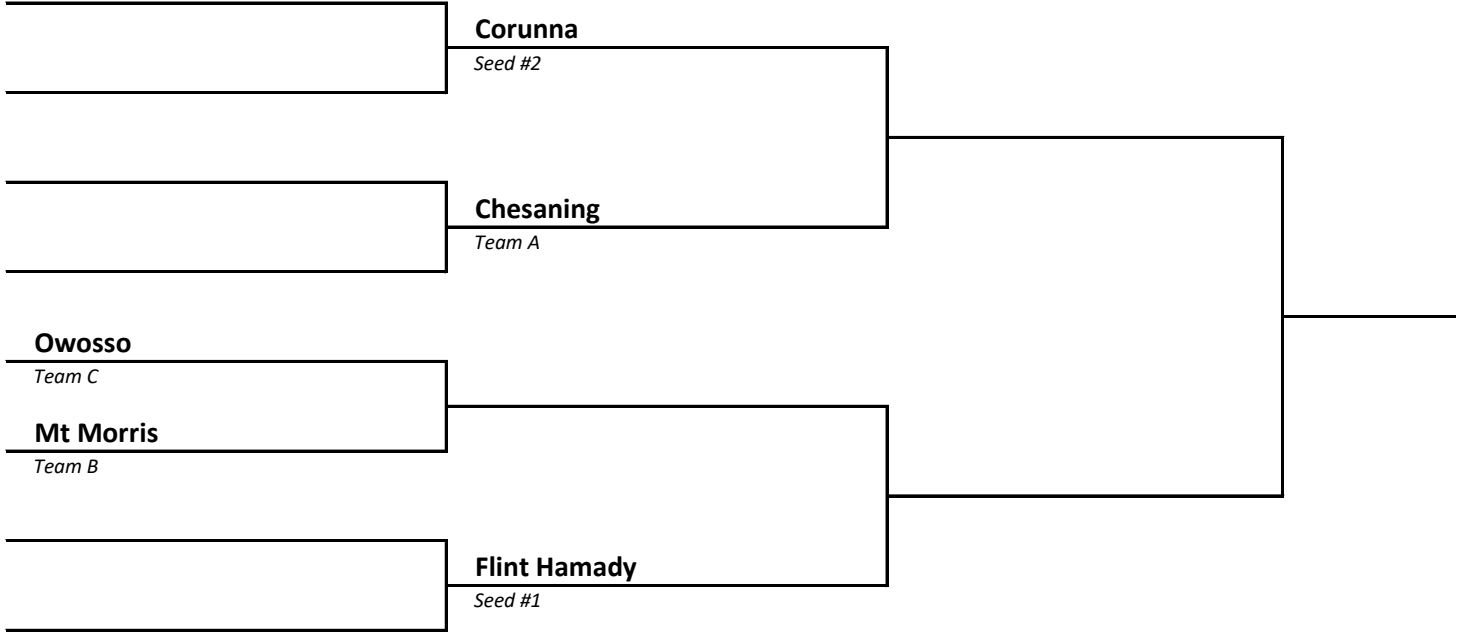 Corunna
Seed #2
Chesaning
Team A
Owosso
Team C
Mt Morris
Team B
Flint Hamady
Seed #1